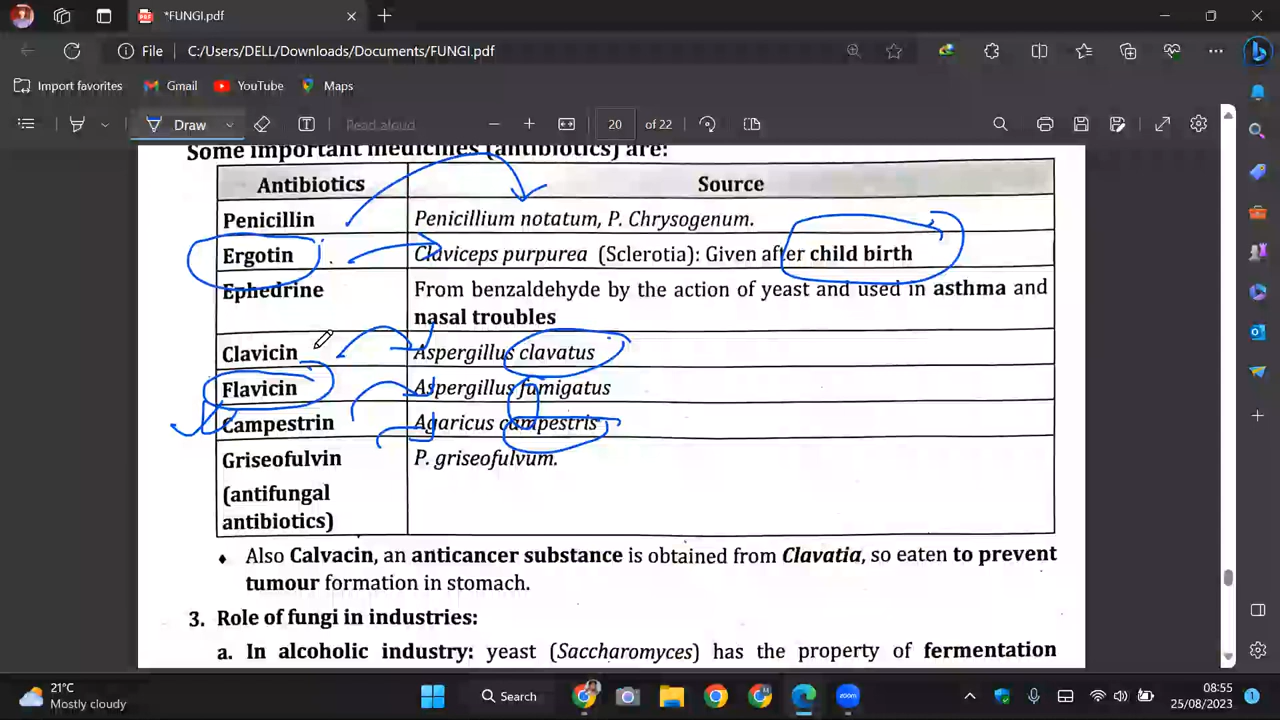 *FUNGI.pdf
File C:/Users/DELL/Downloads/Documents/FUNGI.pdf
Import favorites Gmail YouTube Maps
Draw Read aloud 20 of 22
Some important medicines (antibiotics) are:
Antibiotics Source
Penicillin Penicillium notatum, P. Chrysogenum.
Ergotin Claviceps purpurea (Sclerotia): Given after child birth
Ephedrine From benzaldehyde by the action of yeast and used in asthma and
nasal troubles
Clavicin Aspergillus clavatus
Flavicin Aspergillus fumigatus
Campestrin Agaricus campestris
Griseofulvin P. griseofulvum.
(antifungal
antibiotics)
♦ Also Calvacin, an anticancer substance is obtained from Clavatia, so eaten to prevent
tumour formation in stomach.
3. Role of fungi in industries:
a. In alcoholic industry: yeast (Saccharomyces) has the property of fermentation
21°C
Mostly cloudy
Search
zoom
08:55
25/08/2023
1